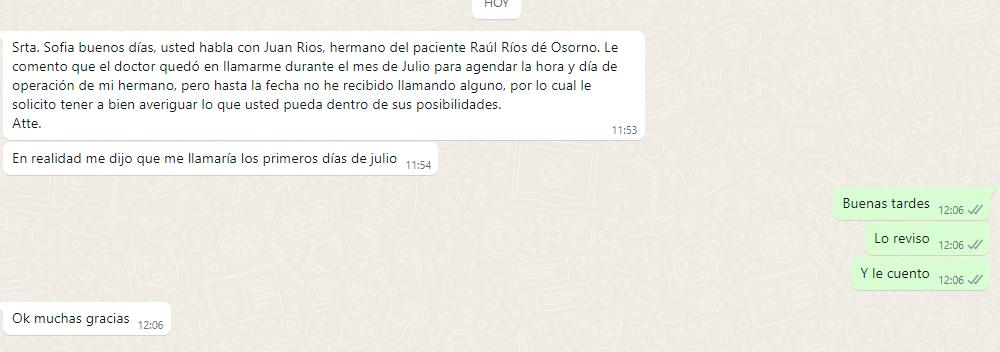 HOY
Srta. Sofia buenos días, usted habla con Juan Rios, hermano del paciente Raúl Ríos dé Osorno. Le
comento que el doctor quedó en llamarme durante el mes de Julio para agendar la hora y día de
operación de mi hermano, pero hasta la fecha no he recibido llamando alguno, por lo cual le
solicito tener a bien averiguar lo que usted pueda dentro de sus posibilidades.
Atte.
11:53
En realidad me dijo que me llamaría los primeros días de julio 11:54
Buenas tardes 12:06
Lo reviso 12:06
Y le cuento 12:06
Ok muchas gracias 12:06